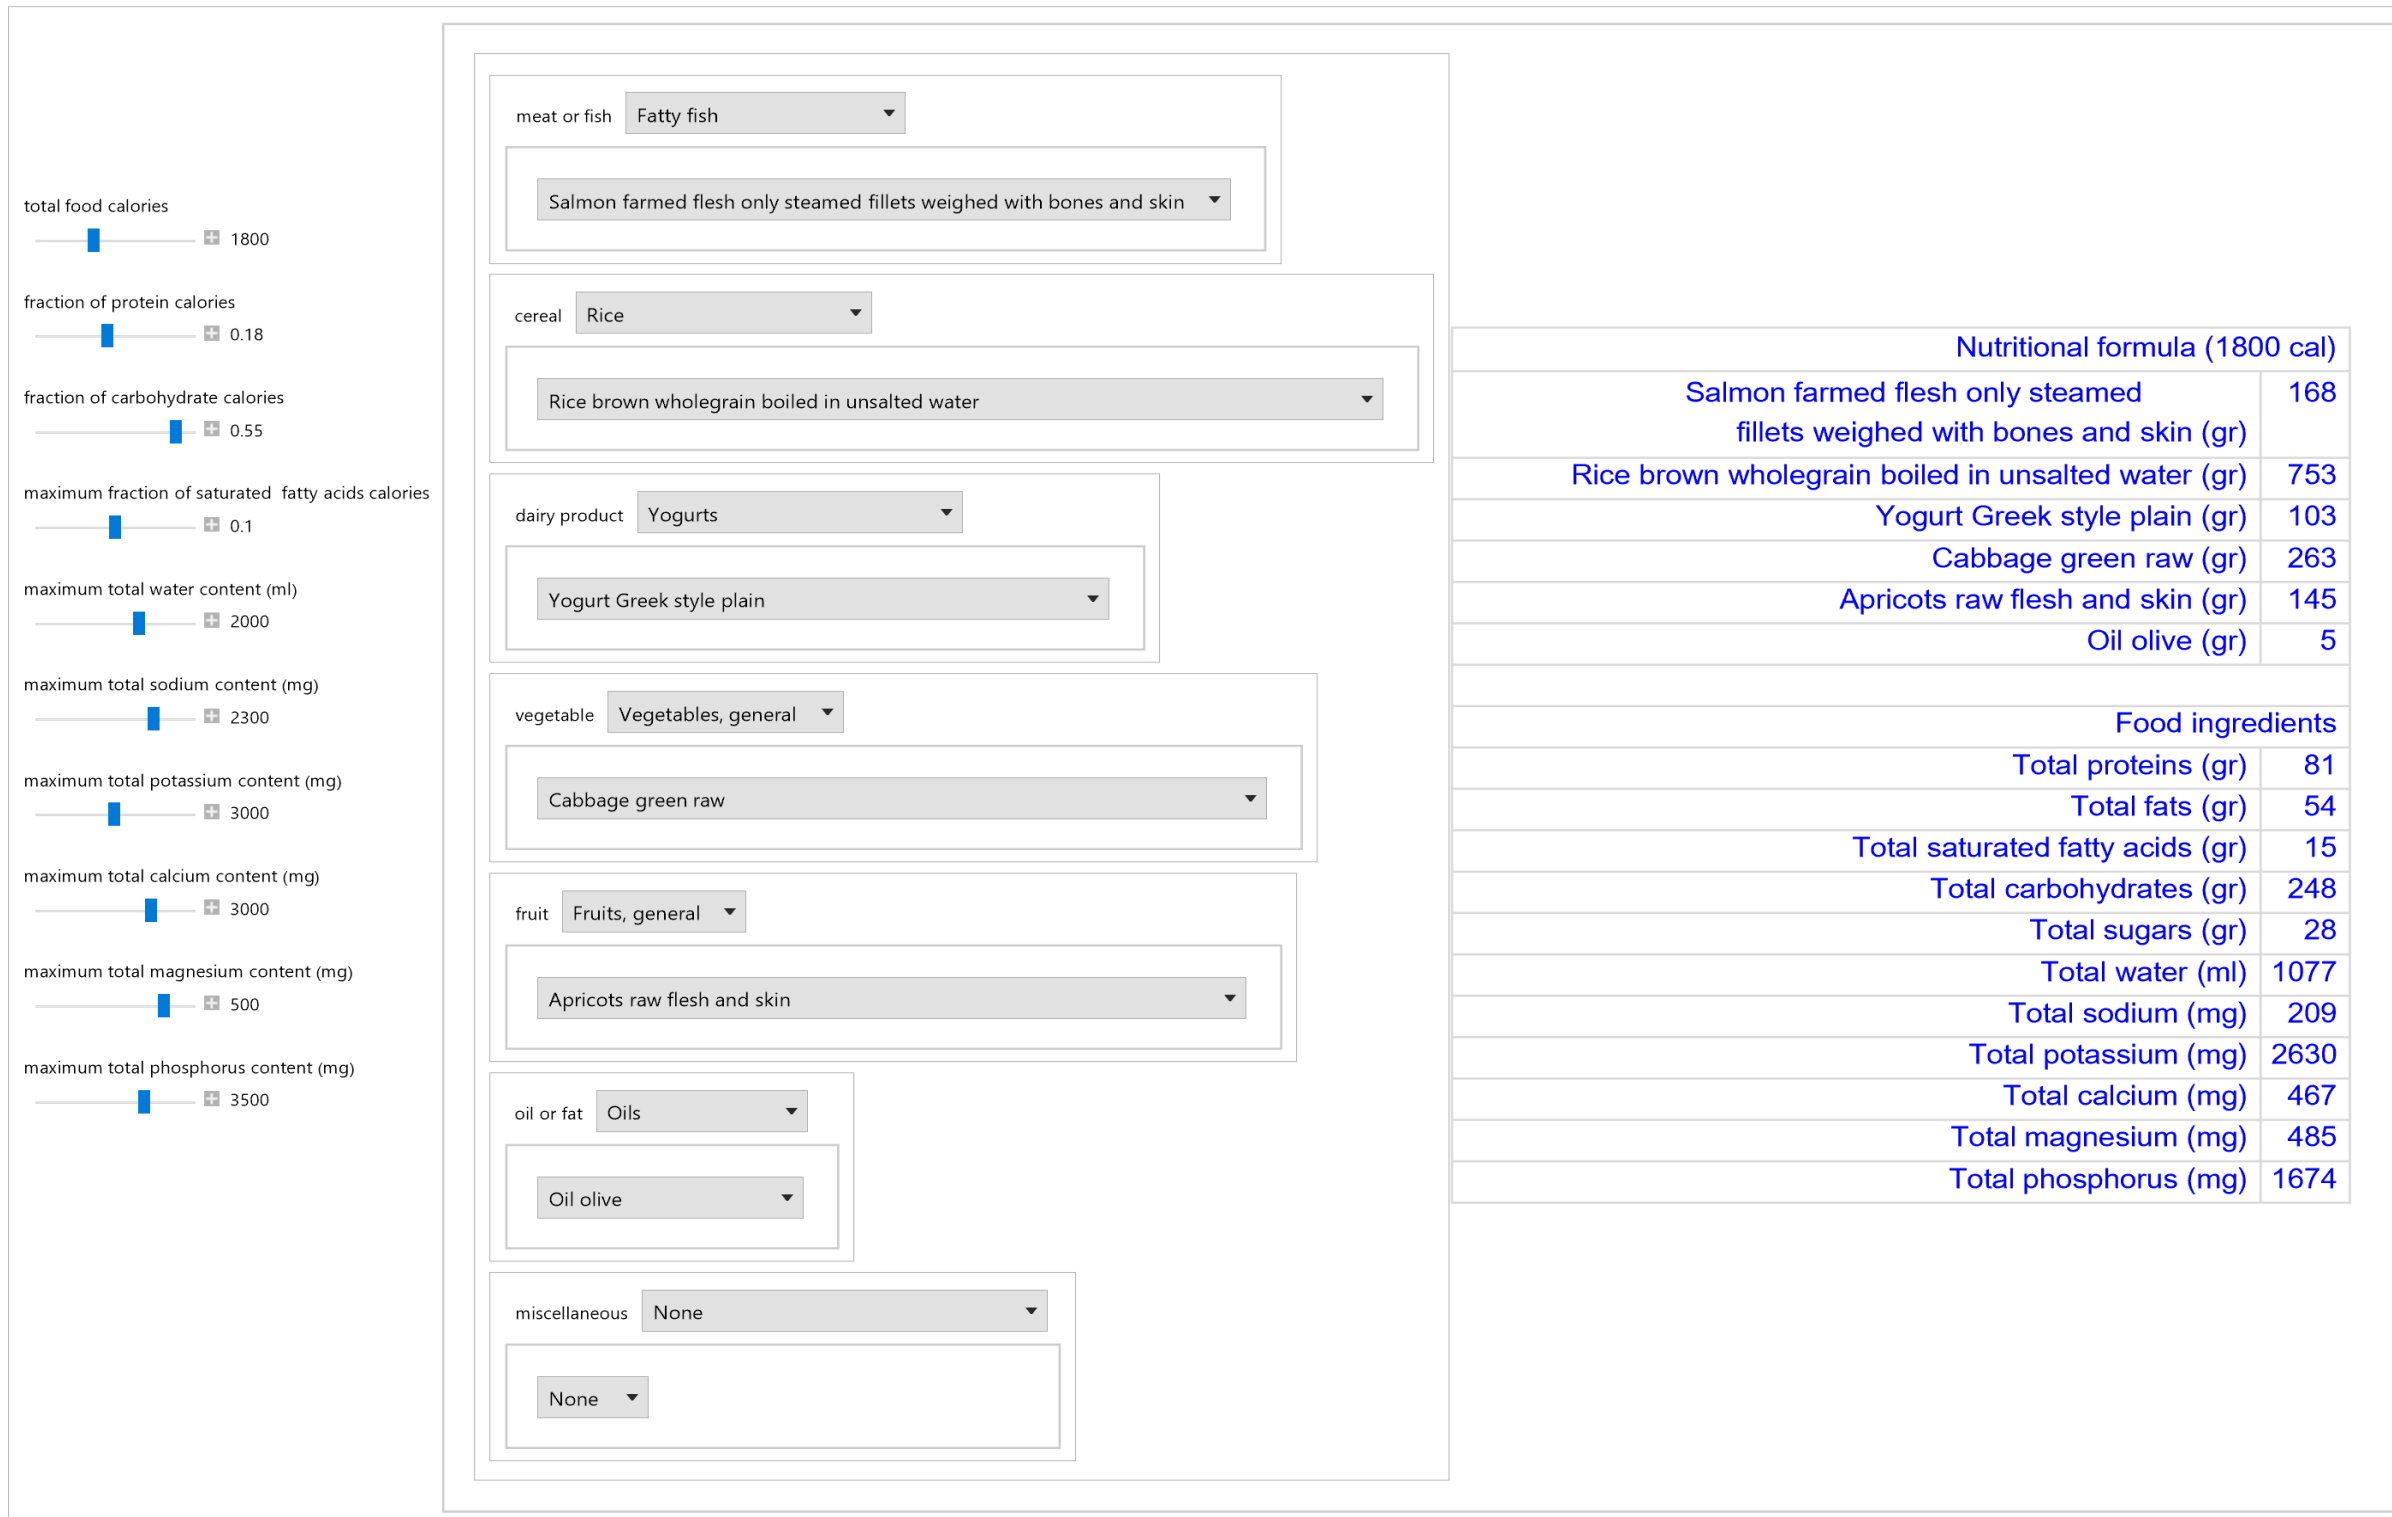 total food calories
1800
fraction of protein calories
0.18
fraction of carbohydrate calories
0.55
maximum fraction of saturated  fatty acids calories
0.1
maximum total water content (ml)
2000
maximum total sodium content (mg)
2300
maximum total potassium content (mg)
3000
maximum total calcium content (mg)
3000
maximum total magnesium content (mg)
500
maximum total phosphorus content (mg)
3500
meat or fish Fatty fish
Salmon farmed flesh only steamed fillets weighed with bones and skin
cereal Rice
Rice brown wholegrain boiled in unsalted water
dairy product Yogurts
Yogurt Greek style plain
vegetable Vegetables, general
Cabbage green raw
fruit Fruits, general
Apricots raw flesh and skin
oil or fat Oils
Oil olive
miscellaneous None
None
Nutritional formula (1800 cal)
Salmon farmed flesh only steamed 168
fillets weighed with bones and skin (gr)
Rice brown wholegrain boiled in unsalted water (gr) 753
Yogurt Greek style plain (gr) 103
Cabbage green raw (gr) 263
Apricots raw flesh and skin (gr) 145
Oil olive (gr) 5
Food ingredients
Total proteins (gr) 81
Total fats (gr) 54
Total saturated fatty acids (gr) 15
Total carbohydrates (gr) 248
Total sugars (gr) 28
Total water (ml) 1077
Total sodium (mg) 209
Total potassium (mg) 2630
Total calcium (mg) 467
Total magnesium (mg) 485
Total phosphorus (mg) 1674